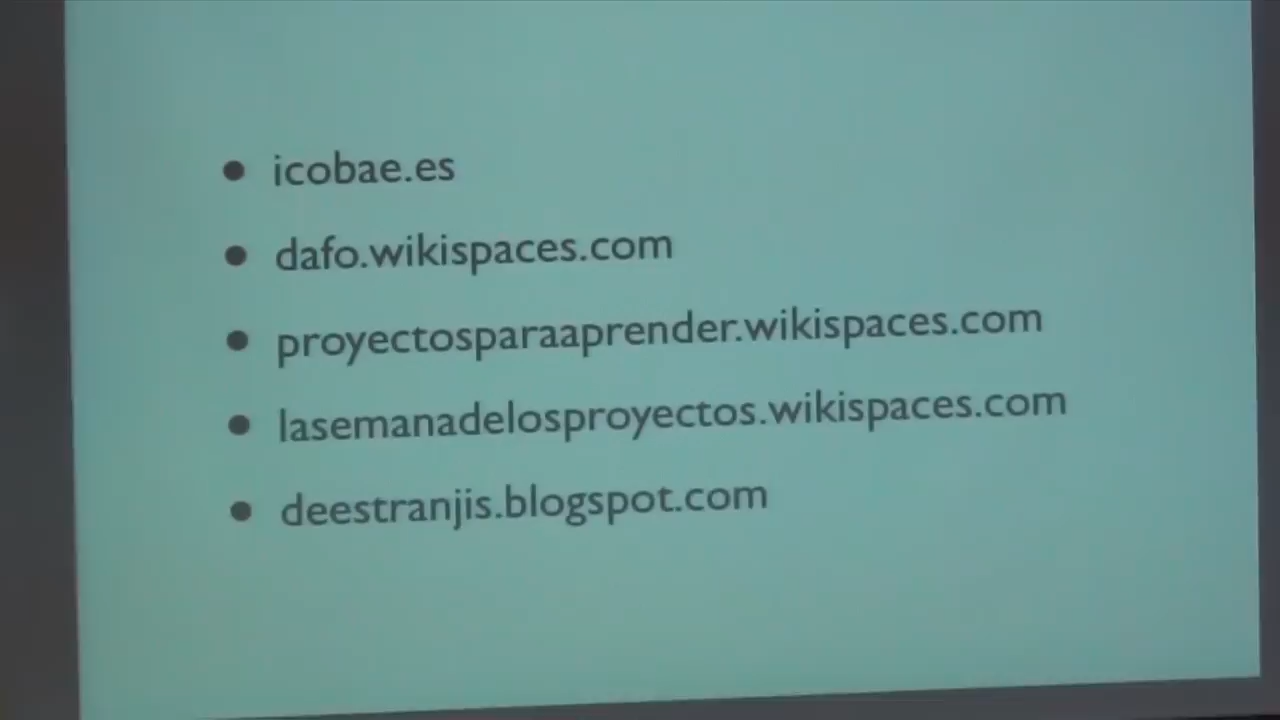 • icobae.es
• dafo.wikispaces.com
• proyectosparaaprender.wikispaces.com
• lasemanadelosproyectos.wikispaces.com
• deestranjis.blogspot.com